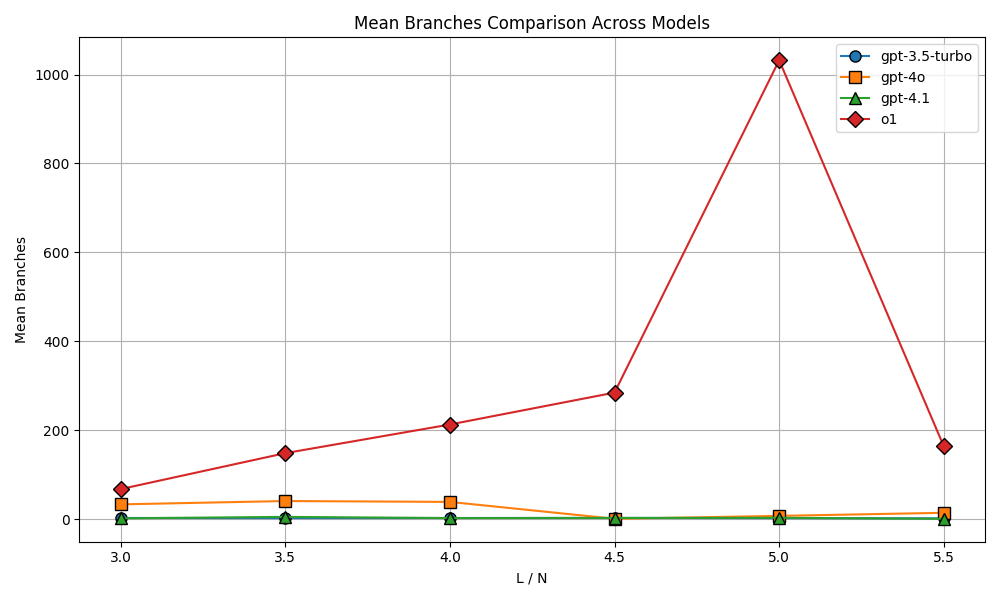 Mean Branches Comparison Across Models
gpt-3.5-turbo
gpt-4o
gpt-4.1
o1
Mean Branches
1000
800
600
400
200
0
3.0 3.5 4.0 4.5 5.0 5.5
L / N